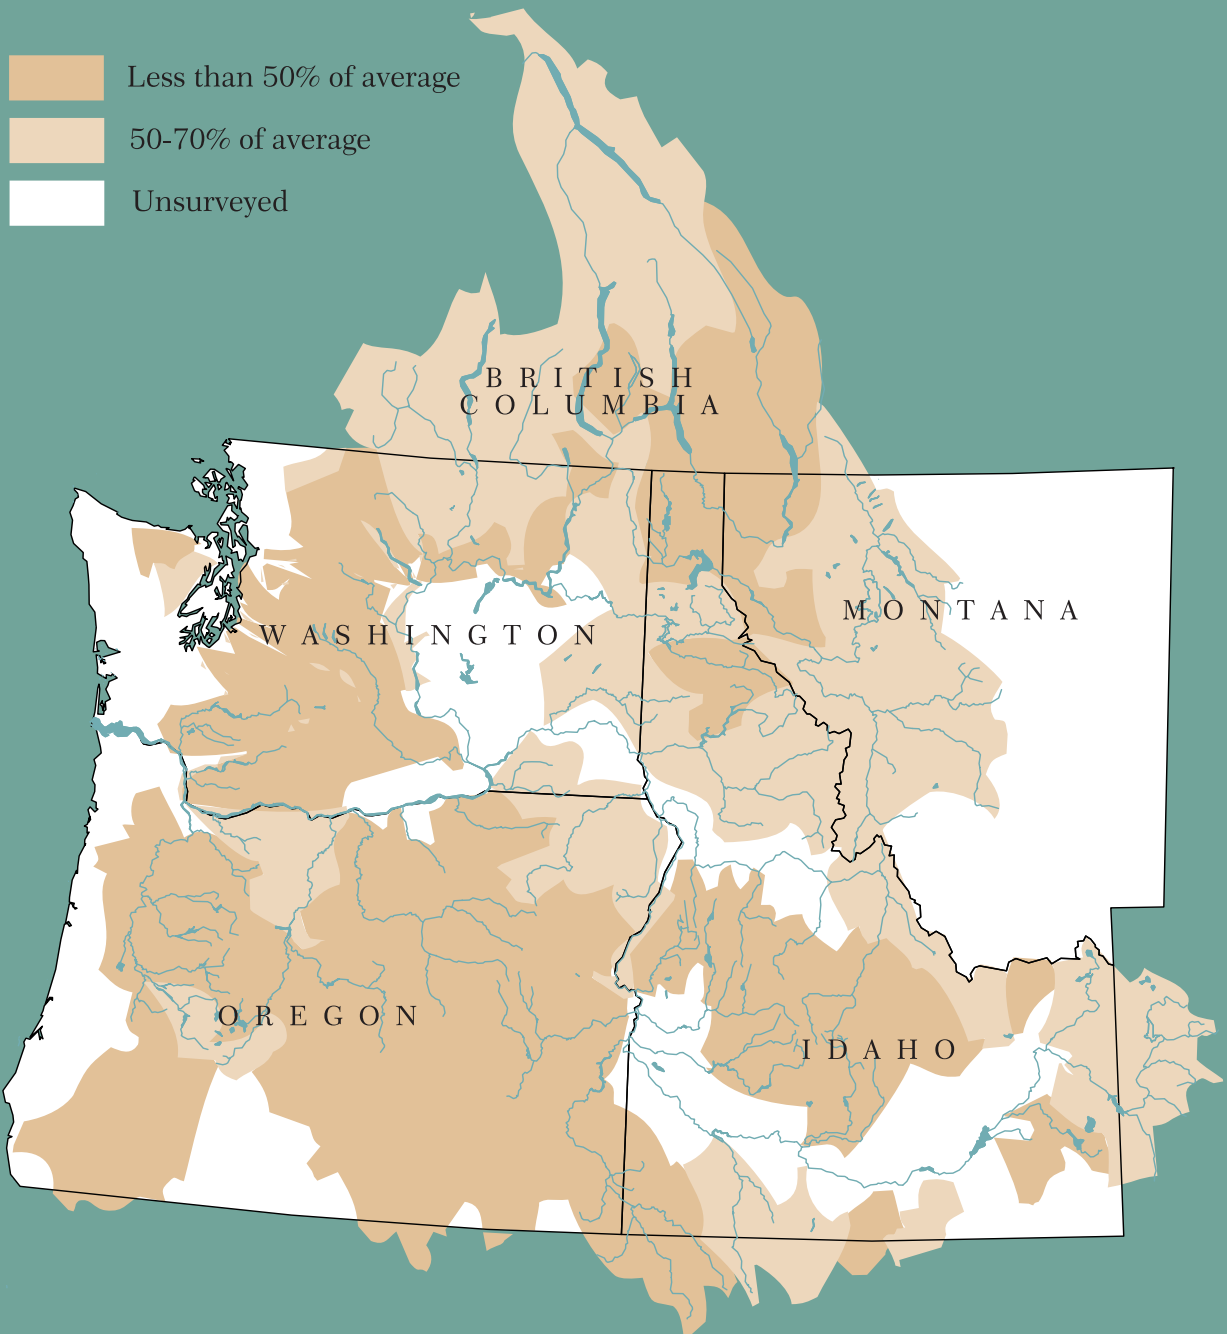 Less than 50% of average
50-70% of average
Unsurveyed
BRITISH
COLUMBIA
MONTANA
WASHINGTON
OREGON
IDAHO